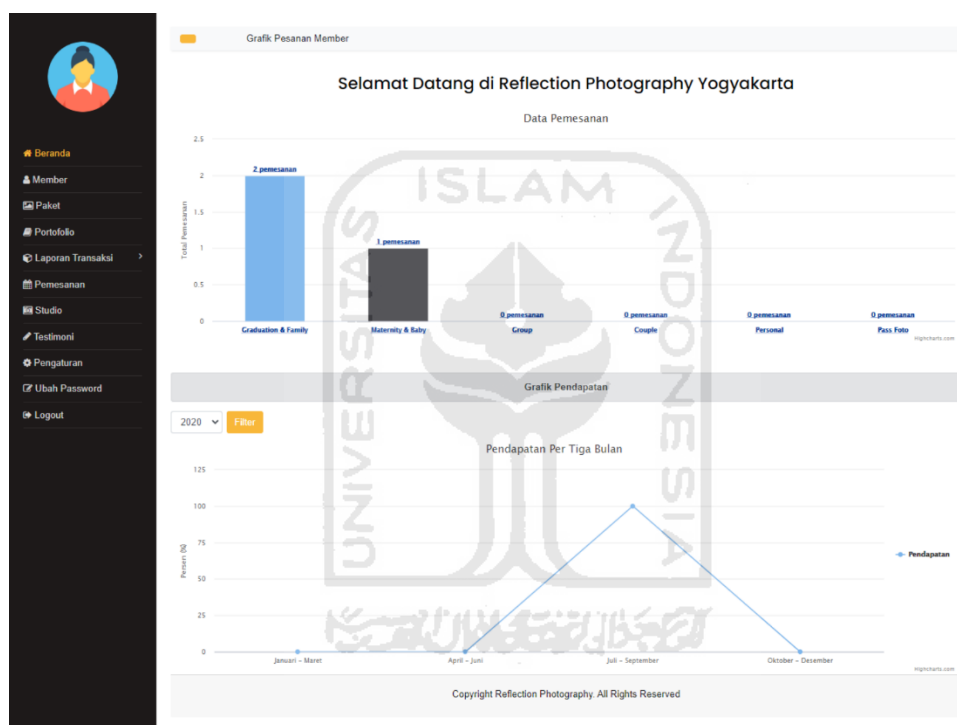 Grafik Pesanan Member
Beranda
Member
Paket
Portofolio
Laporan Transaksi
Pemesanan
Studio
Testimoni
Pengaturan
Ubah Password
Logout
Selamat Datang di Reflection Photography Yogyakarta
Data Pemesanan
Total Pemesanan
2.5
2
1.5
1
0.5
0
2 pemesanan
1 pemesanan
0 pemesanan
0 pemesanan
0 pemesanan
0 pemesanan
Graduation & Family
Maternity & Baby
Group
Couple
Personal
Pass Foto
Highcharts.com
Grafik Pendapatan
2020
Filter
Pendapatan Per Tiga Bulan
Persen (%)
125
100
75
50
25
0
Januari - Maret
April - Juni
Juli - September
Oktober - Desember
Pendapatan
Highcharts.com
Copyright Reflection Photography. All Rights Reserved
UNIVERSITAS
ISLAM
INDONESIA